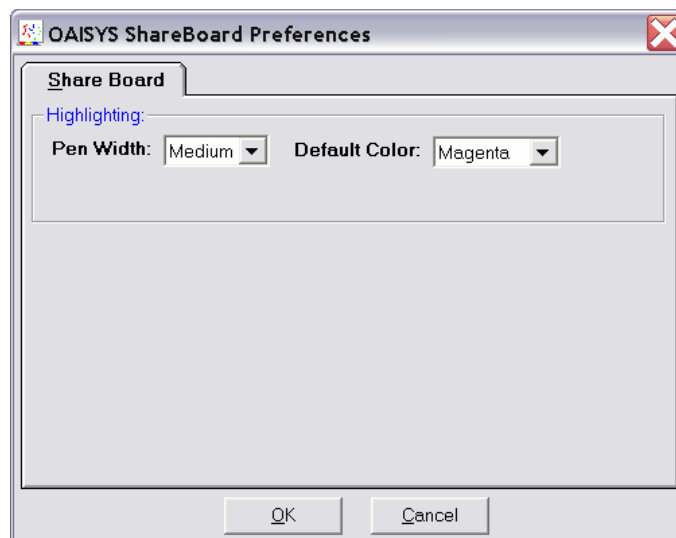 OAISYS ShareBoard Preferences
Share Board
Highlighting:
Pen Width: Medium Default Color: Magenta
OK Cancel